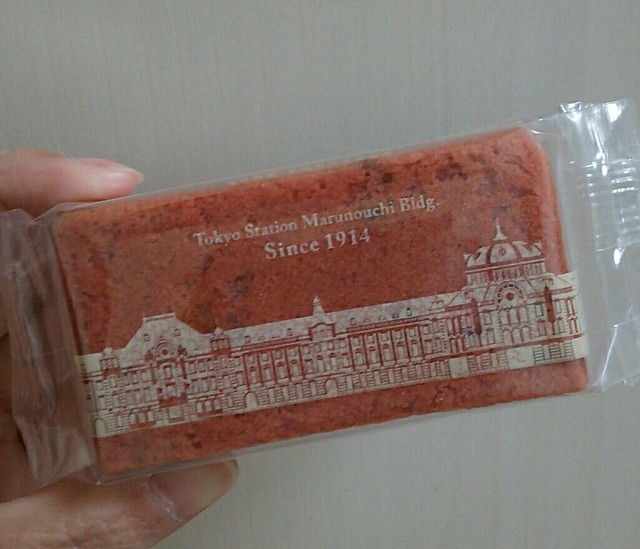 Tokyo Station Marunouchi Bldg.
Since 1914